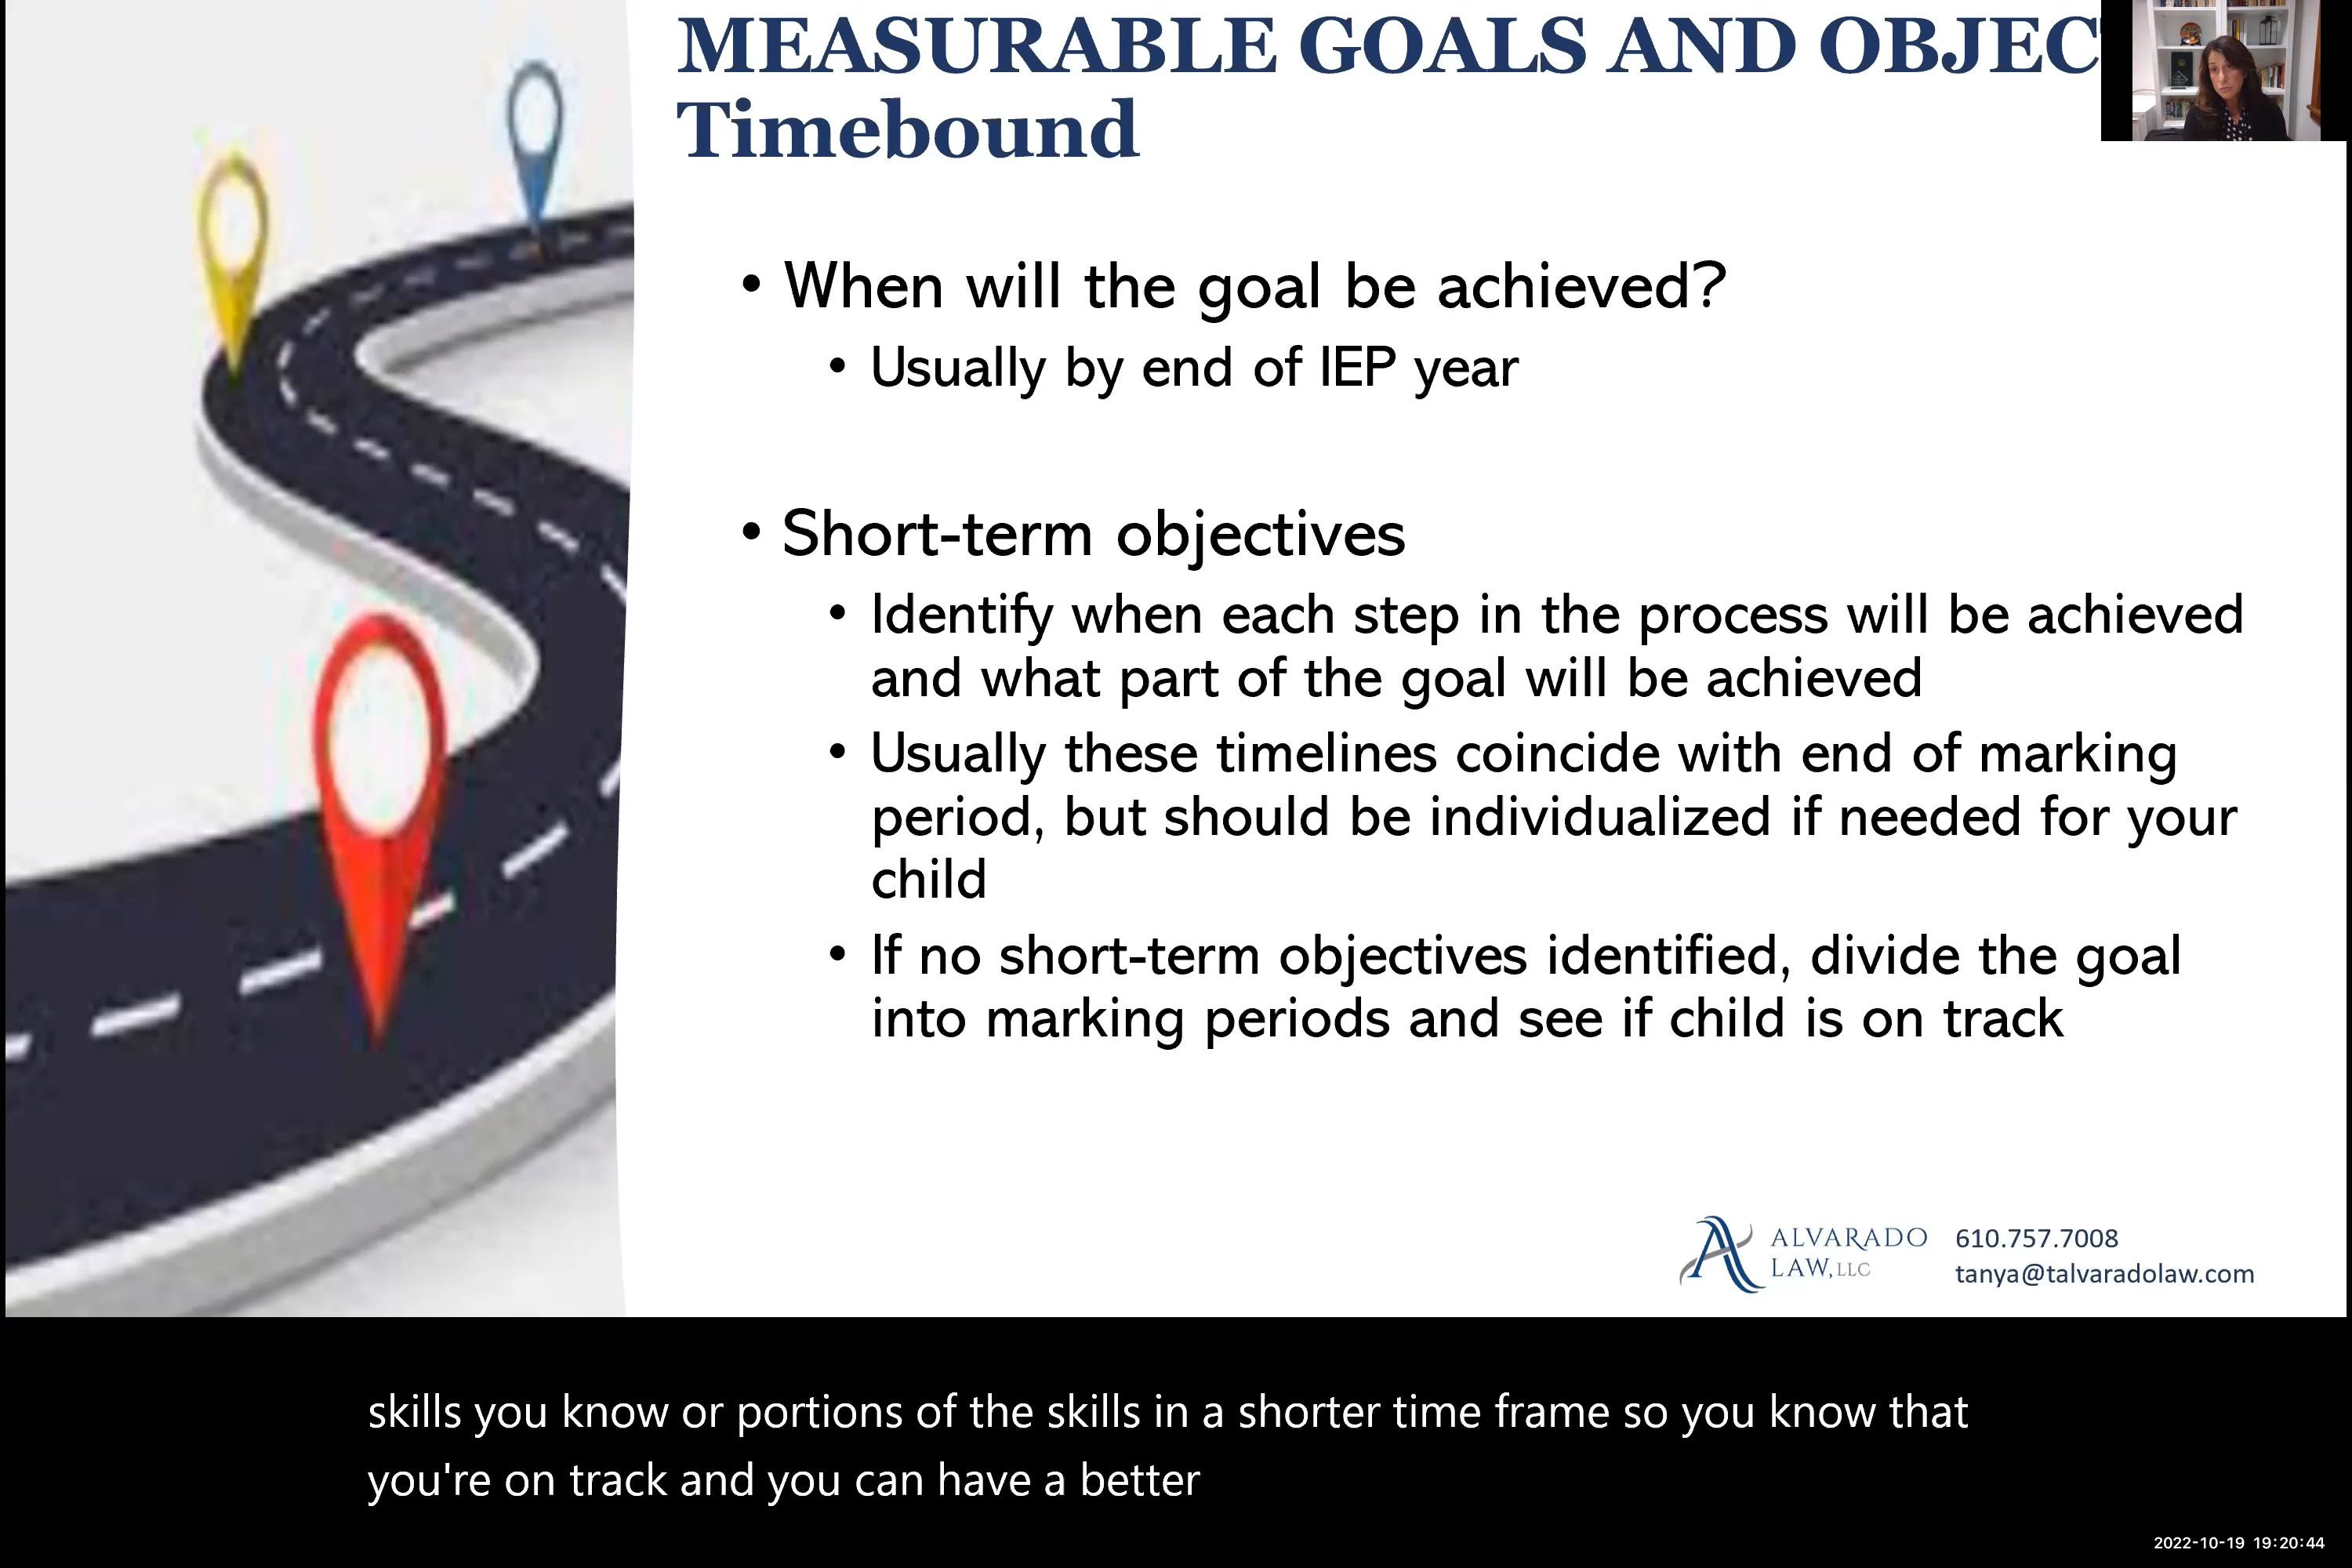 MEASURABLE GOALS AND OBJEC
Timebound
• When will the goal be achieved?
• Usually by end of IEP year
• Short-term objectives
• Identify when each step in the process will be achieved
and what part of the goal will be achieved
• Usually these timelines coincide with end of marking
period, but should be individualized if needed for your
child
• If no short-term objectives identified, divide the goal
into marking periods and see if child is on track
ALVARADO
LAW, LLC
610.757.7008
tanya@talvaradolaw.com
skills you know or portions of the skills in a shorter time frame so you know that
you're on track and you can have a better
2022-10-19 19:20:44